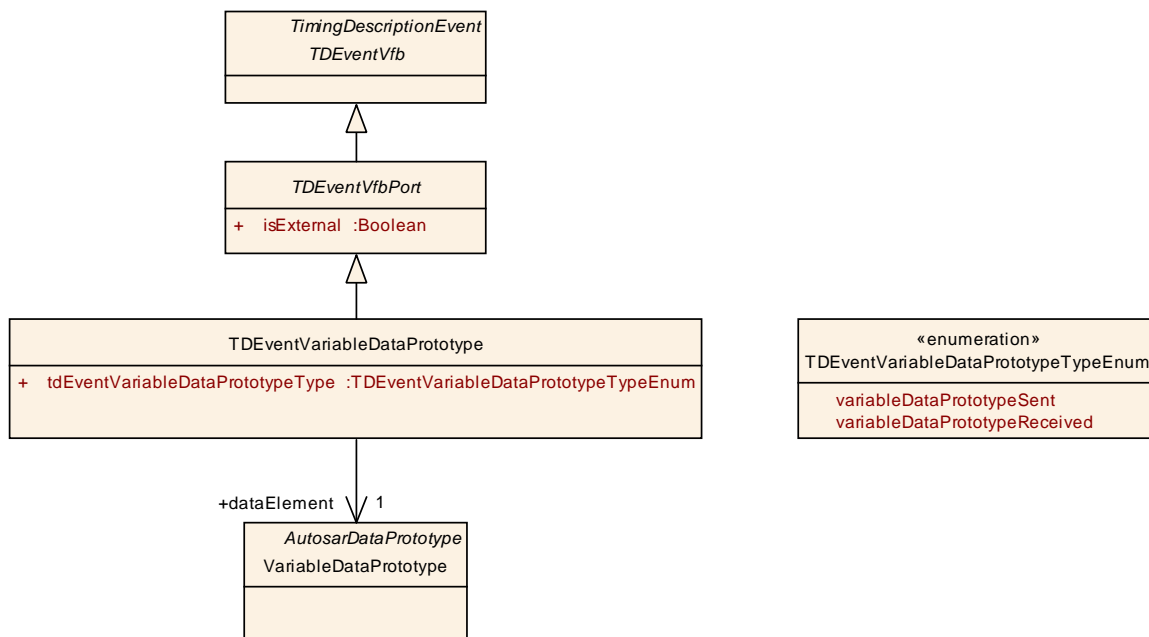 TimingDescriptionEvent
TDEventVfb
TDEventVfbPort
+ isExternal :Boolean
TDEventVariableDataPrototype
+ tdEventVariableDataPrototypeType :TDEventVariableDataPrototypeTypeEnum
«enumeration»
TDEventVariableDataPrototypeTypeEnum
variableDataPrototypeSent
variableDataPrototypeReceived
+dataElement 1
AutosarDataPrototype
VariableDataPrototype